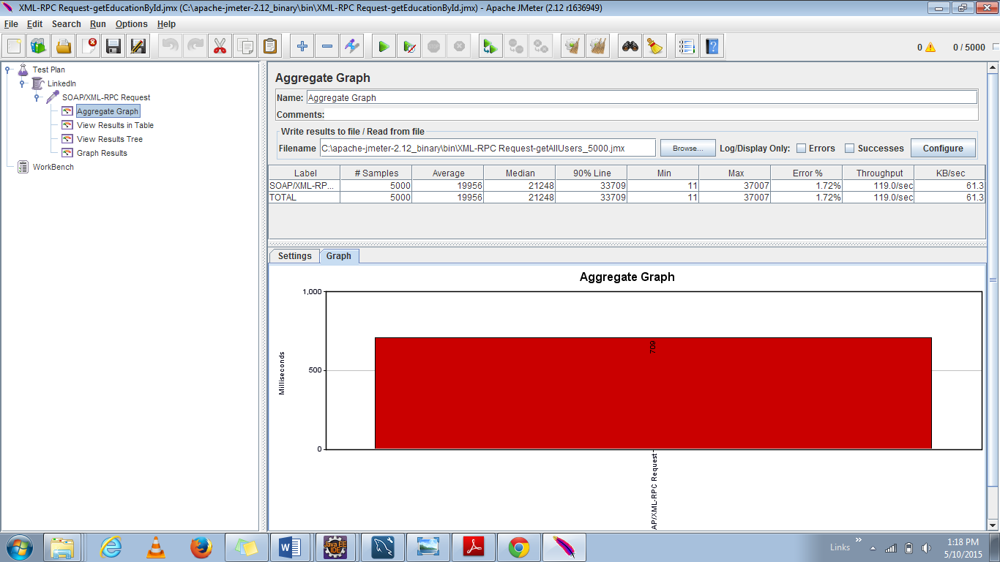 XML-RPC Request-getEducationById.jmx (C:\apache-jmeter-2.12_binary\bin\XML-RPC Request-getEducationById.jmx) - Apache JMeter (2.12 r1636949)
File Edit Search Run Options Help
0 0 / 5000
Test Plan
LinkedIn
SOAP/XML-RPC Request
Aggregate Graph
View Results in Table
View Results Tree
Graph Results
WorkBench
Aggregate Graph
Name: Aggregate Graph
Comments:
Write results to file / Read from file
Filename C:\apache-jmeter-2.12_binary\bin\XML-RPC Request-getAllUsers_5000.jmx Browse... Log/Display Only: Errors Successes Configure
Label # Samples Average Median 90% Line Min Max Error % Throughput KB/sec
SOAP/XML-RP... 5000 19956 21248 33709 11 37007 1.72% 119.0/sec 61.3
TOTAL 5000 19956 21248 33709 11 37007 1.72% 119.0/sec 61.3
Settings Graph
Aggregate Graph
1,000
500
0
Milliseconds
709
AP/XML-RPC Request
Java EE
IDE
Links »
1:18 PM
5/10/2015